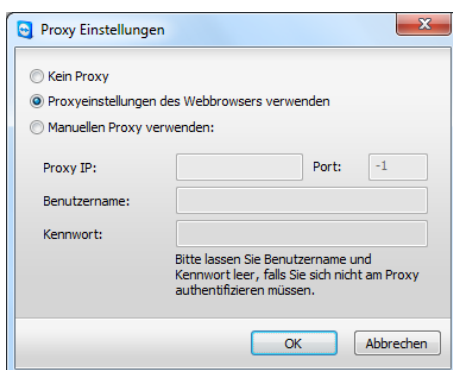 Proxy Einstellungen
Kein Proxy
Proxyeinstellungen des Webbrowsers verwenden
Manuellen Proxy verwenden:
Proxy IP: Port: -1
Benutzername:
Kennwort:
Bitte lassen Sie Benutzername und
Kennwort leer, falls Sie sich nicht am Proxy
authentifizieren müssen.
OK Abbrechen